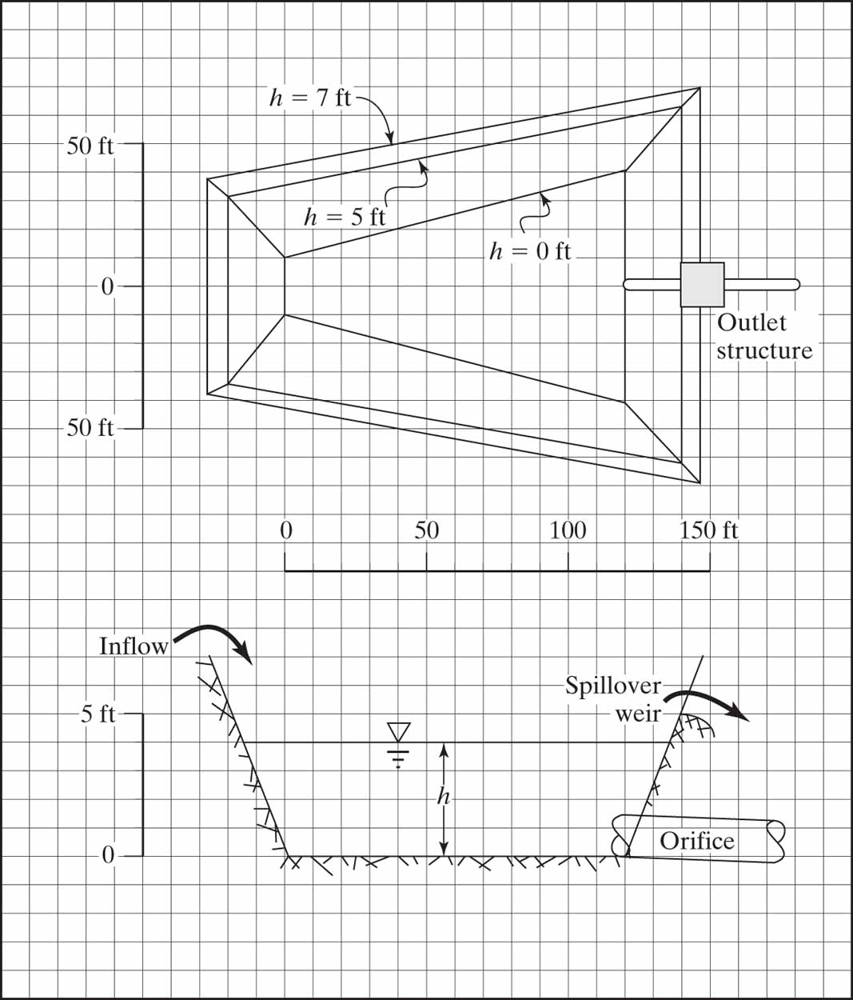 h = 7 ft
50 ft
h = 5 ft
h = 0 ft
0
Outlet
structure
50 ft
0
50
100
150 ft
Inflow
Spillover
weir
5 ft
h
Orifice
0